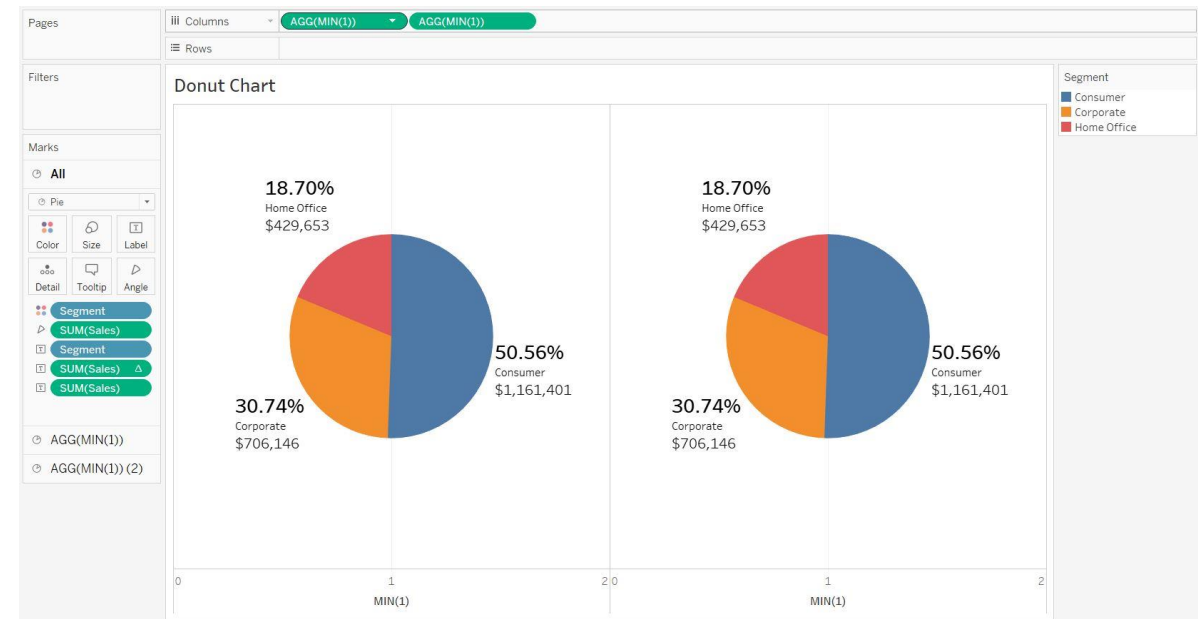 Pages
iii Columns
AGG(MIN(1))
AGG(MIN(1))
Rows
Filters
Marks
All
Pie
Color
Size
Label
Detail
Tooltip
Angle
Segment
SUM(Sales)
Segment
SUM(Sales) Δ
SUM(Sales)
AGG(MIN(1))
AGG(MIN(1)) (2)
Donut Chart
18.70%
Home Office
$429,653
50.56%
Consumer
$1,161,401
30.74%
Corporate
$706,146
0 1 2
MIN(1)
18.70%
Home Office
$429,653
50.56%
Consumer
$1,161,401
30.74%
Corporate
$706,146
0 1 2
MIN(1)
Segment
Consumer
Corporate
Home Office